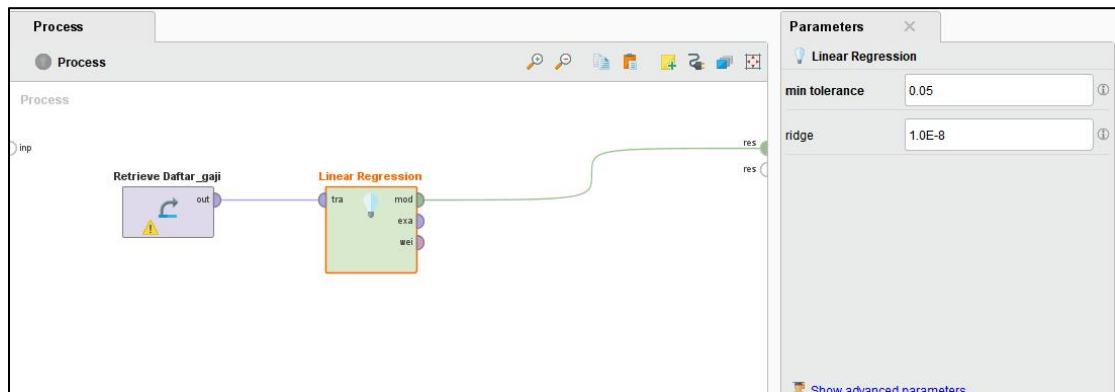 Process
Process
Process
inp
res
res
Retrieve Daftar_gaji
out
Linear Regression
tra
mod
exa
wei
Parameters
Linear Regression
min tolerance
0.05
ridge
1.0E-8
Show advanced parameters